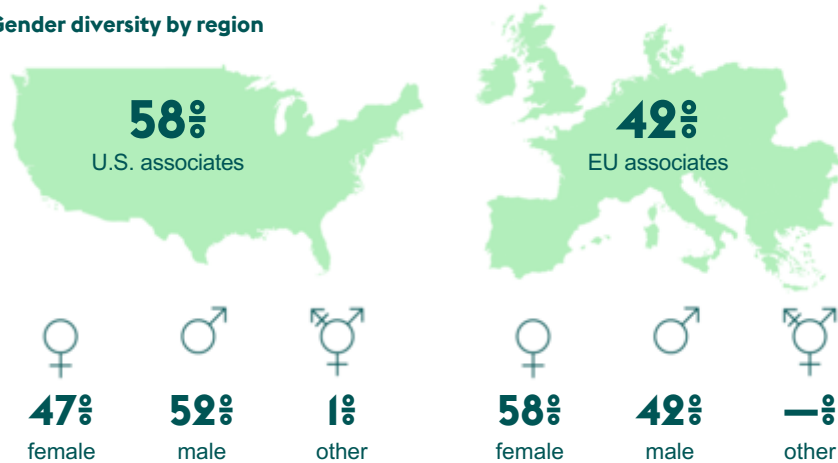 Gender diversity by region
58%
U.S. associates
42%
EU associates
47%
female
52%
male
1%
other
58%
female
42%
male
—%
other